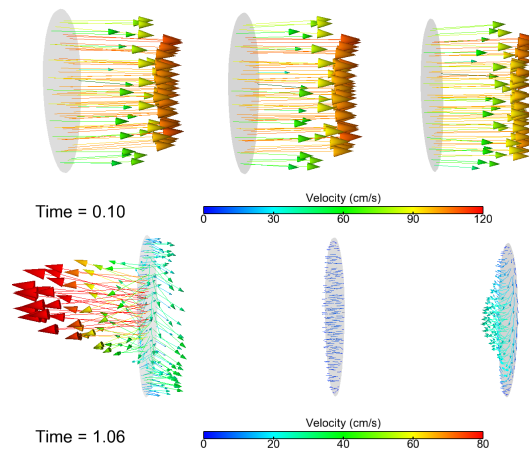 Time = 0.10
Velocity (cm/s)
0 30 60 90 120
Time = 1.06
Velocity (cm/s)
0 20 40 60 80